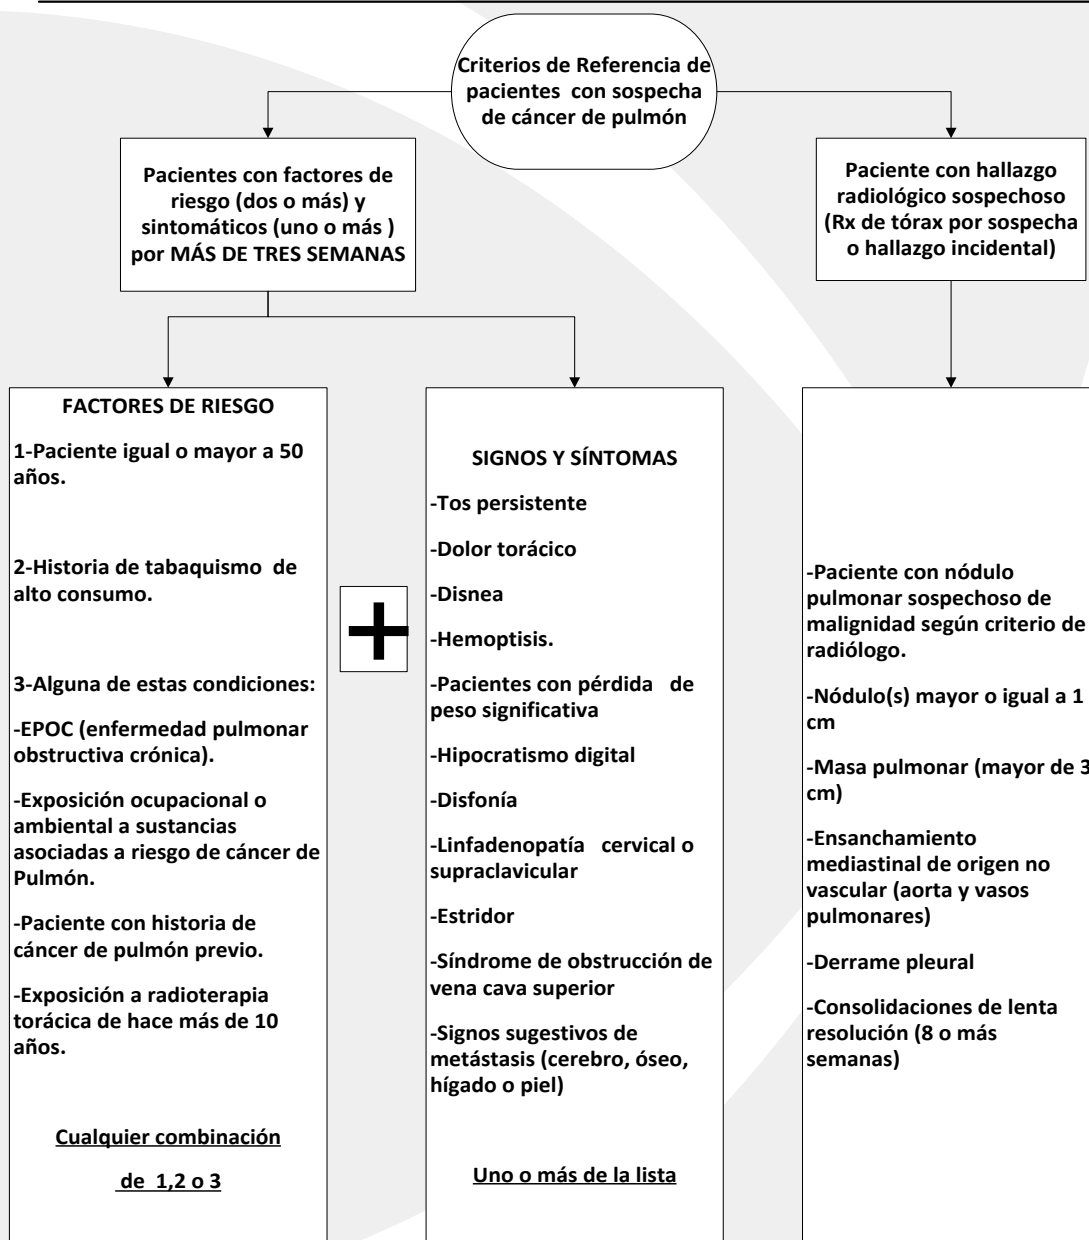 Criterios de Referencia de
pacientes con sospecha
de cáncer de pulmón
Pacientes con factores de
riesgo (dos o más) y
sintomáticos (uno o más )
por MÁS DE TRES SEMANAS
Paciente con hallazgo
radiológico sospechoso
(Rx de tórax por sospecha
o hallazgo incidental)
FACTORES DE RIESGO
1-Paciente igual o mayor a 50
años.
2-Historia de tabaquismo de
alto consumo.
3-Alguna de estas condiciones:
-EPOC (enfermedad pulmonar
obstructiva crónica).
-Exposición ocupacional o
ambiental a sustancias
asociadas a riesgo de cáncer de
Pulmón.
-Paciente con historia de
cáncer de pulmón previo.
-Exposición a radioterapia
torácica de hace más de 10
años.
Cualquier combinación
de 1,2 o 3
+
SIGNOS Y SÍNTOMAS
-Tos persistente
-Dolor torácico
-Disnea
-Hemoptisis.
-Pacientes con pérdida de
peso significativa
-Hipocratismo digital
-Disfonía
-Linfadenopatía cervical o
supraclavicular
-Estridor
-Síndrome de obstrucción de
vena cava superior
-Signos sugestivos de
metástasis (cerebro, óseo,
hígado o piel)
Uno o más de la lista
-Paciente con nódulo
pulmonar sospechoso de
malignidad según criterio de
radiólogo.
-Nódulo(s) mayor o igual a 1
cm
-Masa pulmonar (mayor de 3
cm)
-Ensanchamiento
mediastinal de origen no
vascular (aorta y vasos
pulmonares)
-Derrame pleural
-Consolidaciones de lenta
resolución (8 o más
semanas)